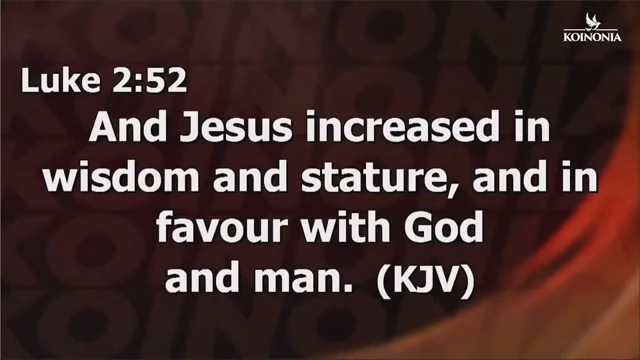 KOINONIA
Luke 2:52
And Jesus increased in
wisdom and stature, and in
favour with God
and man. (KJV)